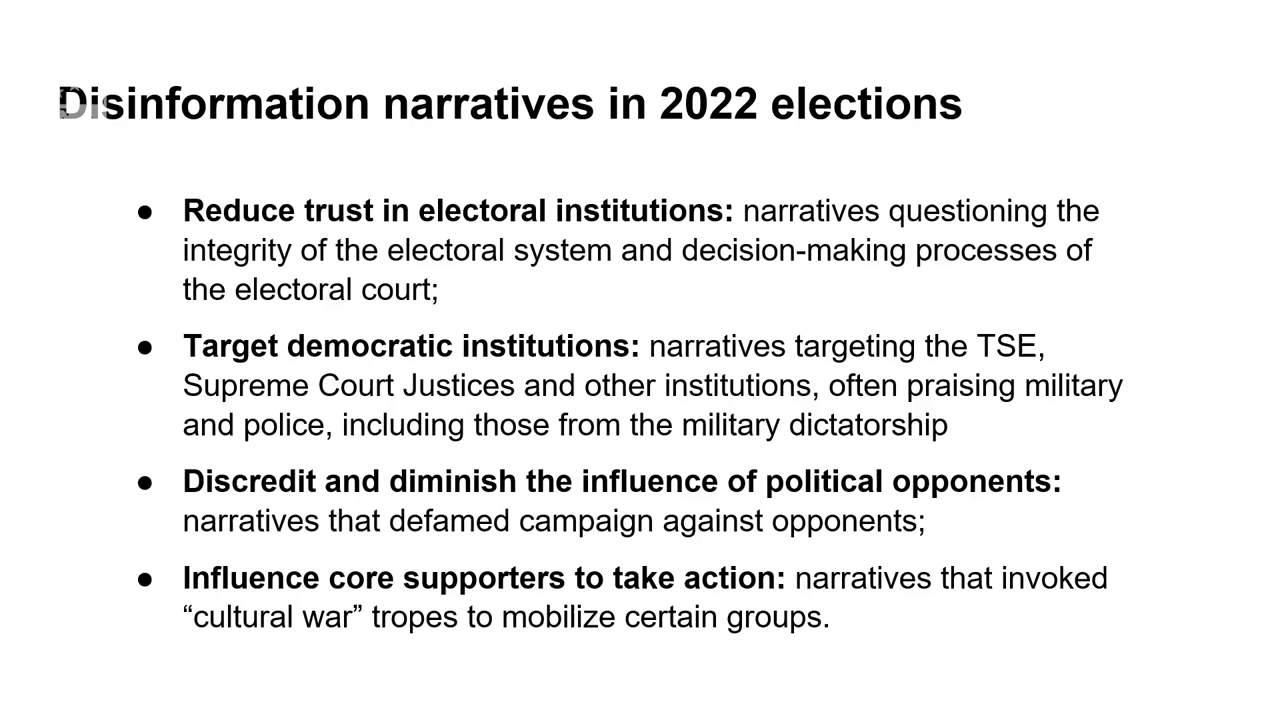 Disinformation narratives in 2022 elections
● Reduce trust in electoral institutions: narratives questioning the
integrity of the electoral system and decision-making processes of
the electoral court;
● Target democratic institutions: narratives targeting the TSE,
Supreme Court Justices and other institutions, often praising military
and police, including those from the military dictatorship
● Discredit and diminish the influence of political opponents:
narratives that defamed campaign against opponents;
● Influence core supporters to take action: narratives that invoked
“cultural war” tropes to mobilize certain groups.